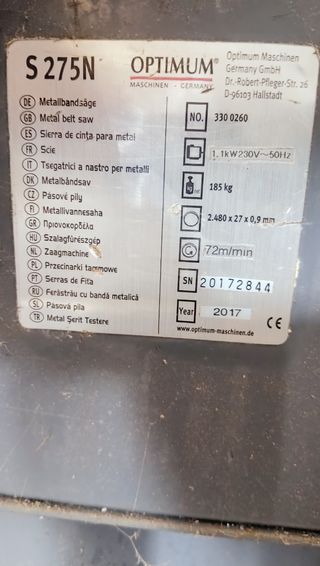 S 275N
OPTIMUM®
MASCHINEN - GERMANY
Optimum Maschinen
Germany GmbH
Dr.-Robert-Pfleger-Str. 26
D-96103 Hallstadt
DE Metallbandsäge
GB Metal belt saw
ES Sierra de cinta para metal
FR Scie
IT Tsegatrici a nastro per metalli
DK Metalbåndsav
CZ Pásové pily
FI Metallivannesaha
GR Πριονοκορδέλα
HU Szalagfűrészgép
NL Zaagmachine
PL Przecinarki taśmowe
PT Serras de Fita
RU Ferăstrău cu bandă metalică
SL Pásová pila
TR Metal Şerit Testere
NO. 330 0260
1,1kW230V~50Hz
185 kg
2.480 x 27 x 0,9 mm
72m/min
SN 20172844
Year 2017
www.optimum-maschinen.de